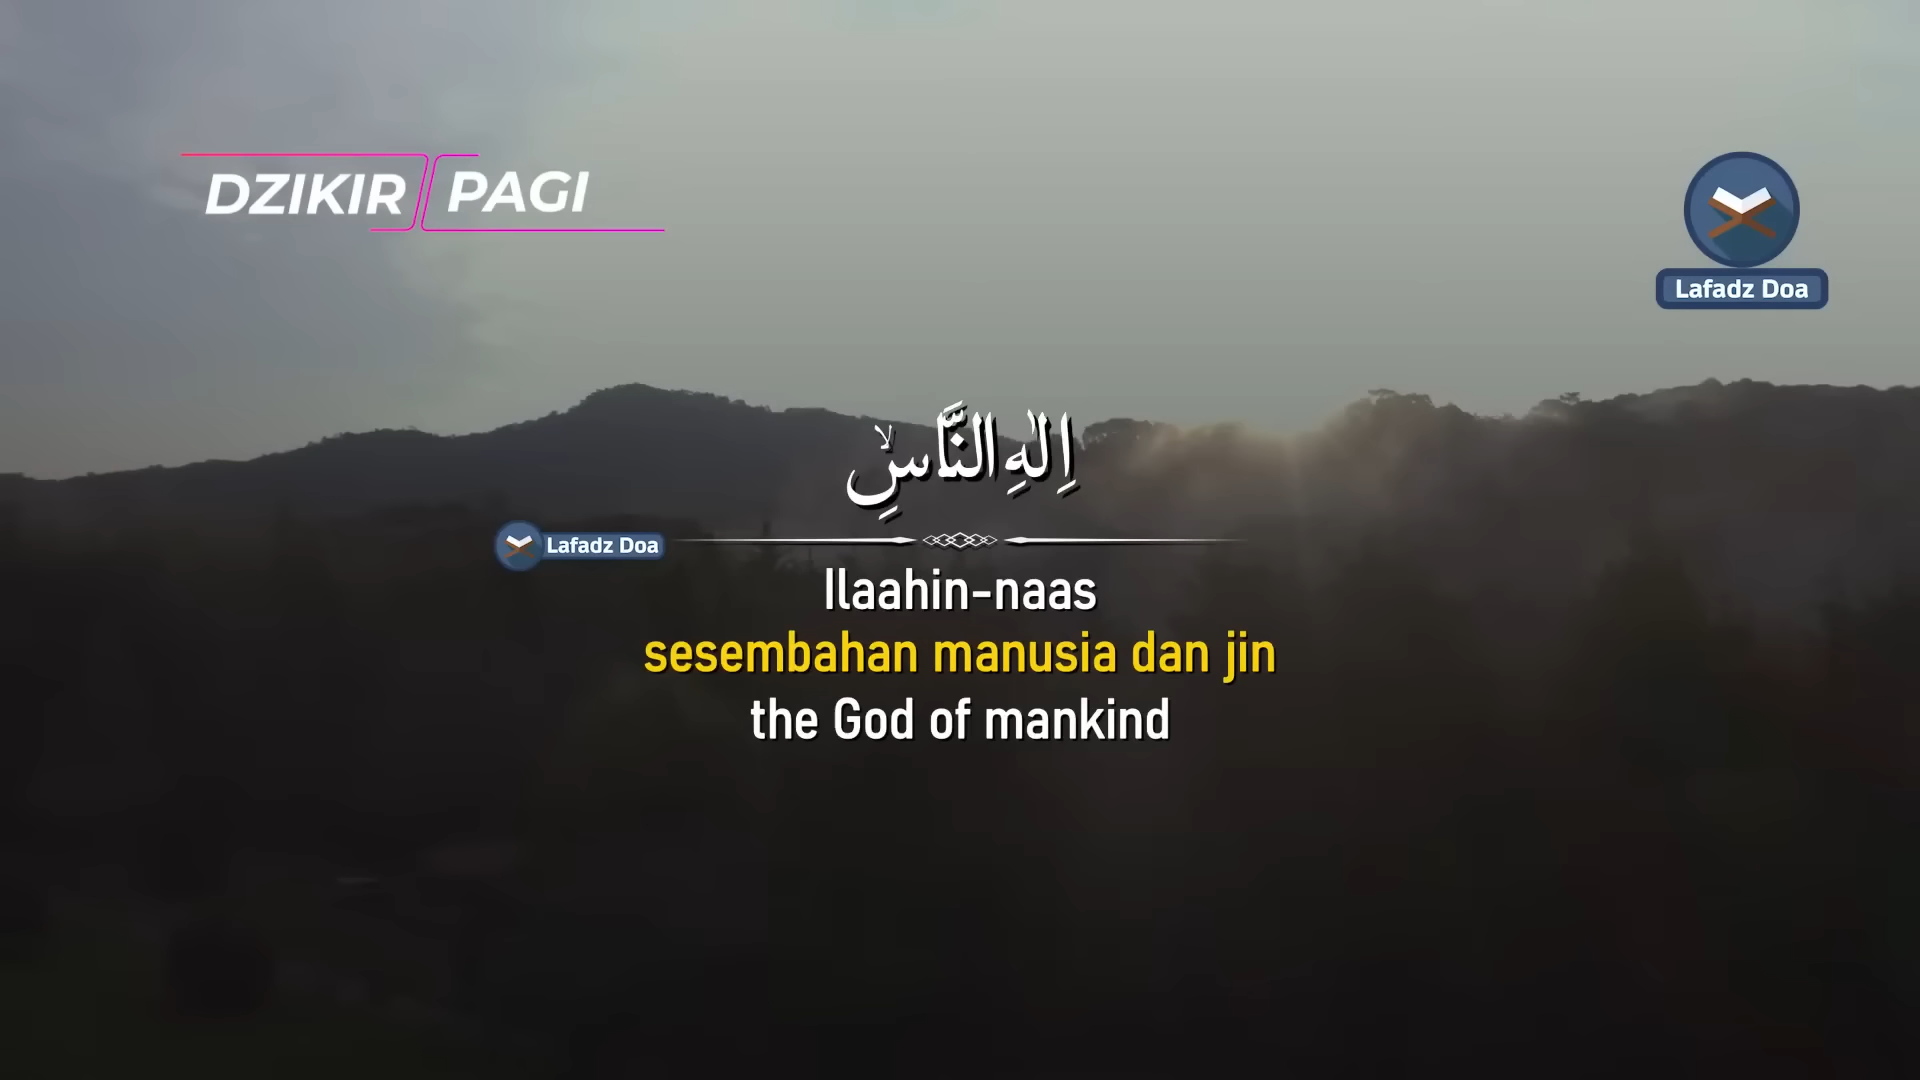 DZIKIR PAGI
Lafadz Doa
اِلٰهِ النَّاسِۙ
Lafadz Doa
Ilaahin-naas
sesembahan manusia dan jin
the God of mankind